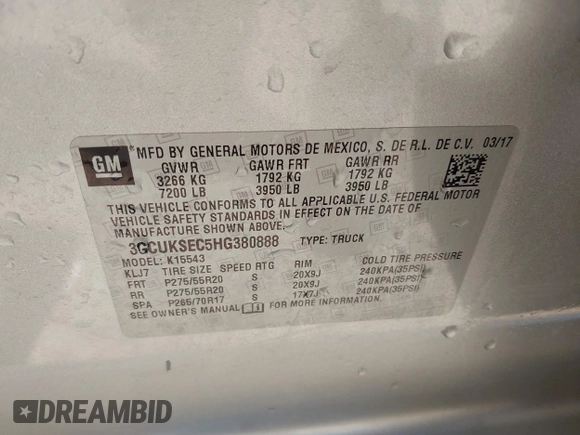 GM
MFD BY GENERAL MOTORS DE MEXICO, S. DE R.L. DE C.V. 03/17
GVWR GAWR FRT GAWR RR
3266 KG 1792 KG 1792 KG
7200 LB 3950 LB 3950 LB
THIS VEHICLE CONFORMS TO ALL APPLICABLE U.S. FEDERAL MOTOR
VEHICLE SAFETY STANDARDS IN EFFECT ON THE DATE OF
MANUFACTURE SHOWN ABOVE.
3GCUKSEC5HG380888 TYPE: TRUCK
MODEL: K15543
KLJ7 TIRE SIZE SPEED RTG RIM COLD TIRE PRESSURE
FRT P275/55R20 S 20X9J 240KPA(35PSI)
RR P275/55R20 S 20X9J 240KPA(35PSI)
SPA P265/70R17 S 17X7J 240KPA(35PSI)
SEE OWNER'S MANUAL FOR MORE INFORMATION.
DREAMBID